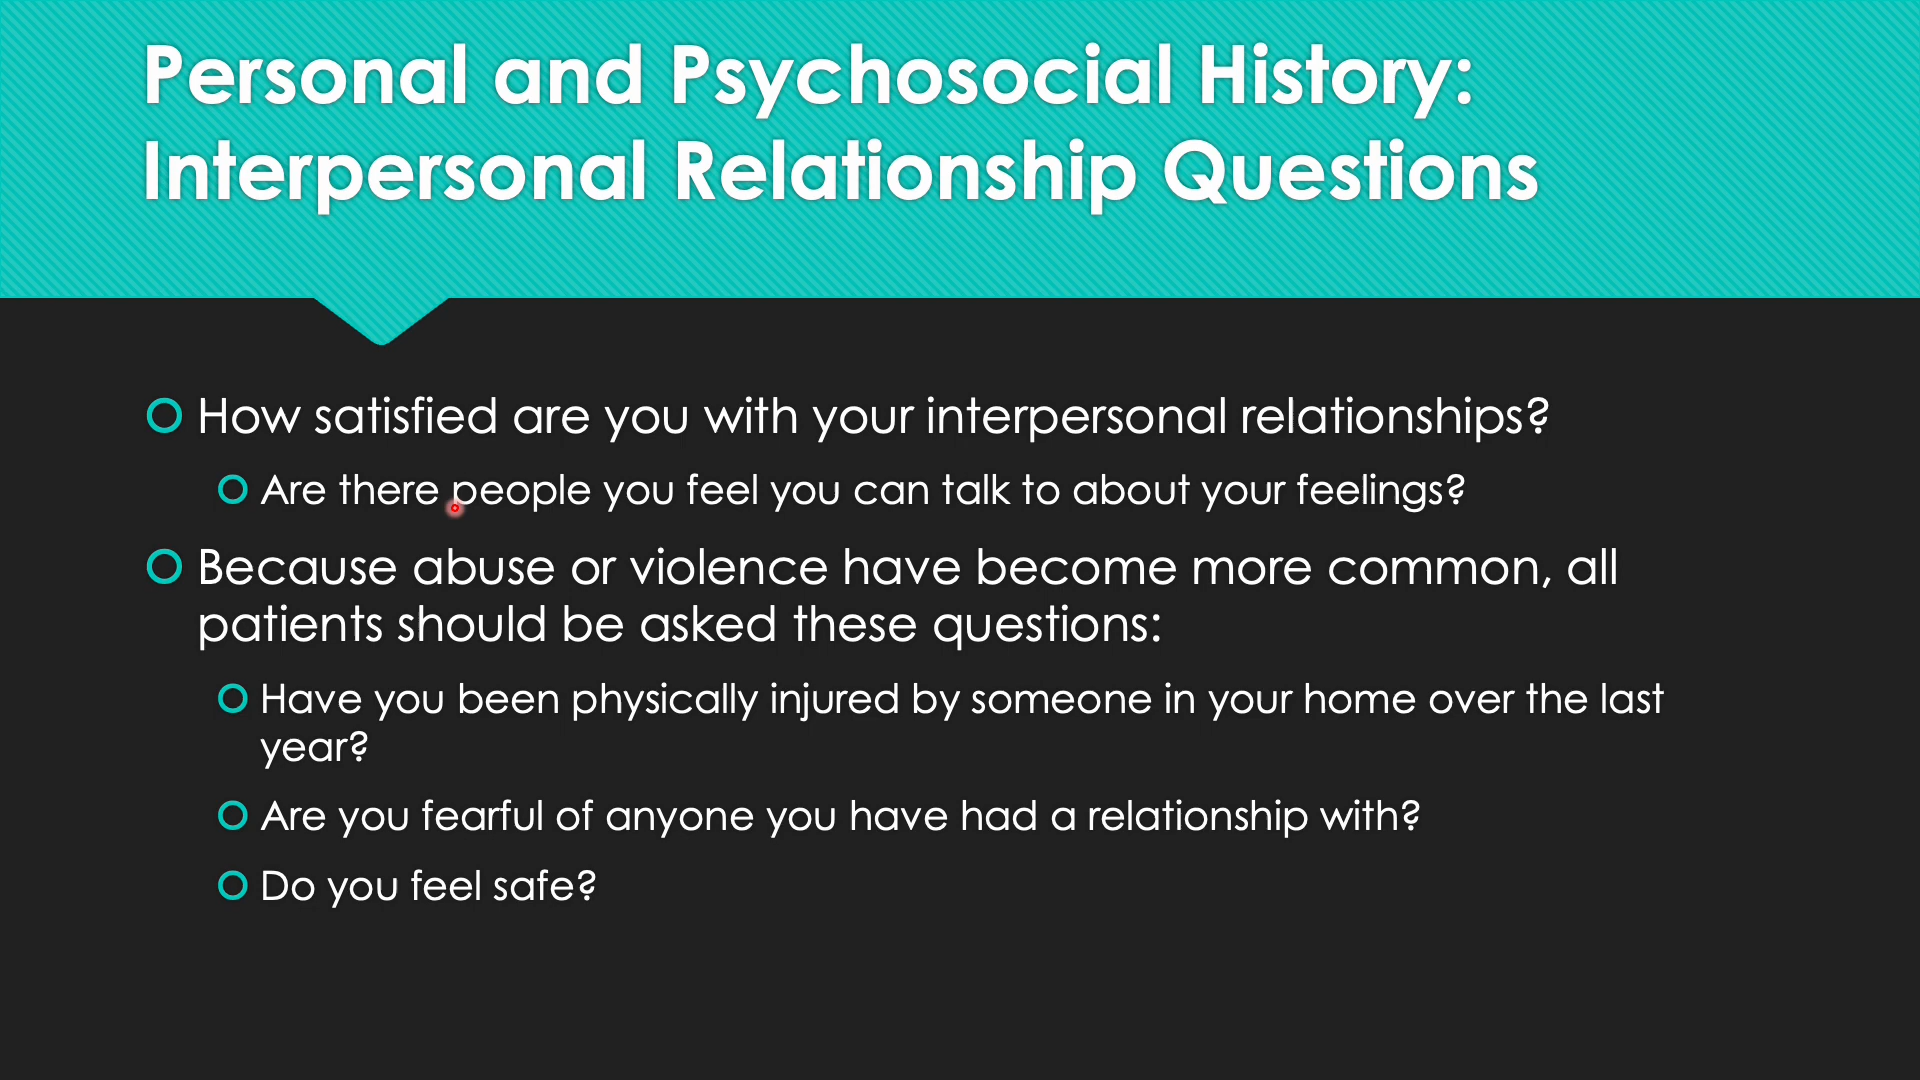 Personal and Psychosocial History:
Interpersonal Relationship Questions
How satisfied are you with your interpersonal relationships?
Are there people you feel you can talk to about your feelings?
Because abuse or violence have become more common, all
patients should be asked these questions:
Have you been physically injured by someone in your home over the last
year?
Are you fearful of anyone you have had a relationship with?
Do you feel safe?